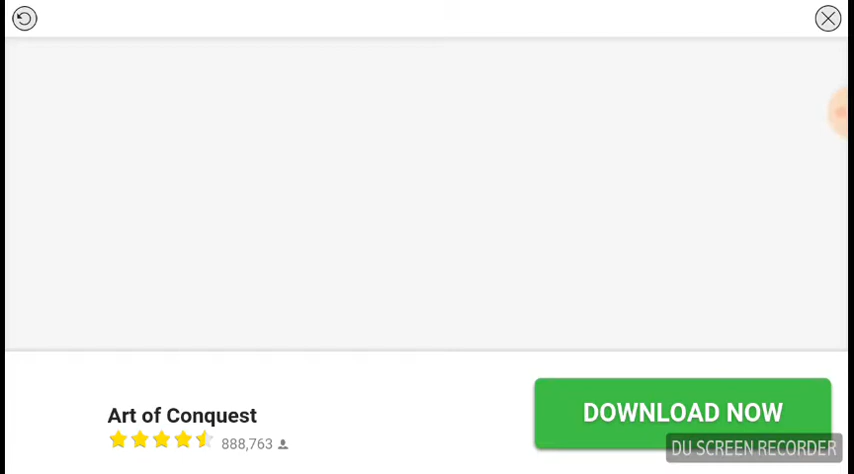 Art of Conquest
888,763
DOWNLOAD NOW
DU SCREEN RECORDER